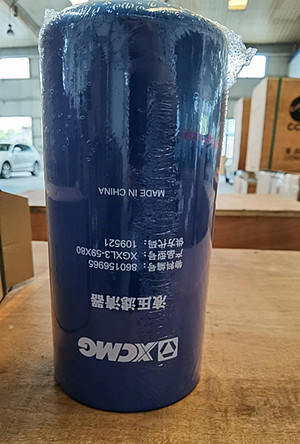 XCMG
液压滤清器
物料编号：860156965
产品型号：XGXL3-59X80
供方代码：109521
MADE IN CHINA